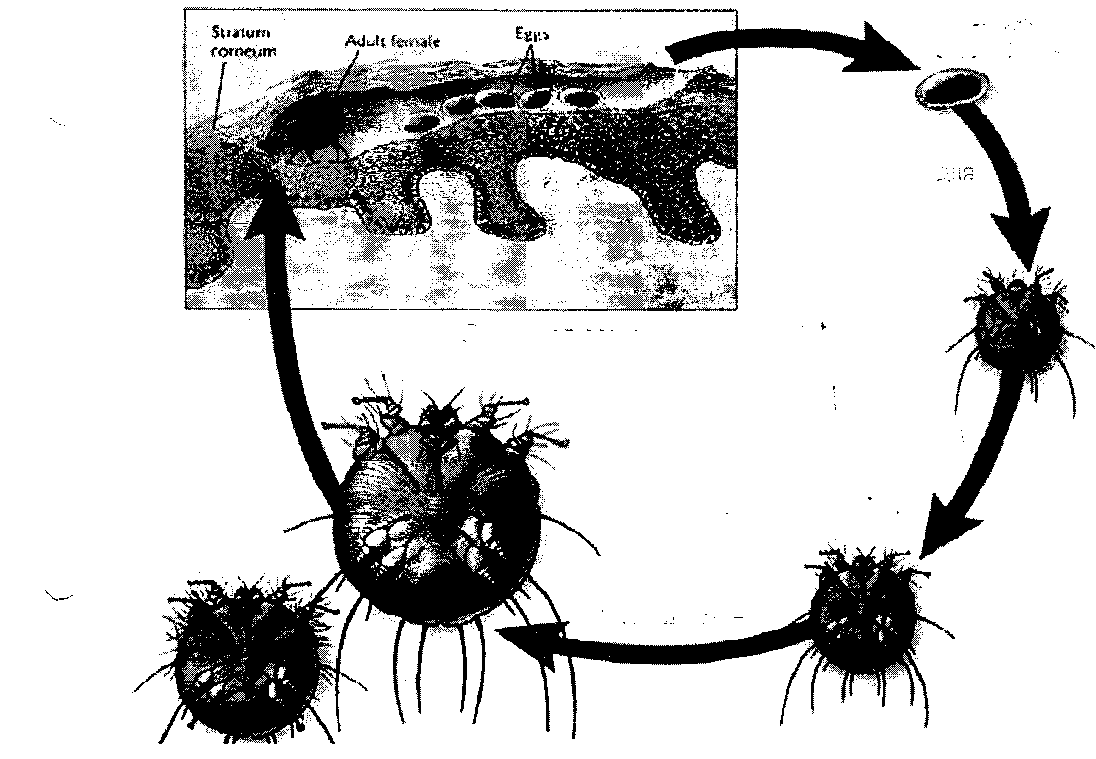 Stratum
corneum
Adult female
Eggs